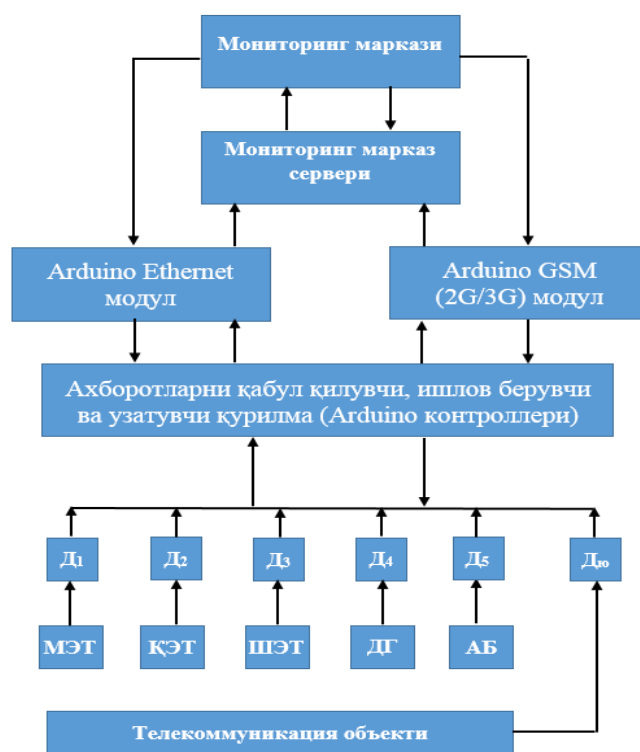 Мониторинг маркази
Мониторинг марказ
сервери
Arduino Ethernet
модул
Arduino GSM
(2G/3G) модул
Ахборотларни қабул қилувчи, ишлов берувчи
ва узатувчи қурилма (Arduino контроллери)
Д1
Д2
Д3
Д4
Д5
Дю
МЭТ
ҚЭТ
ШЭТ
ДГ
АБ
Телекоммуникация объекти